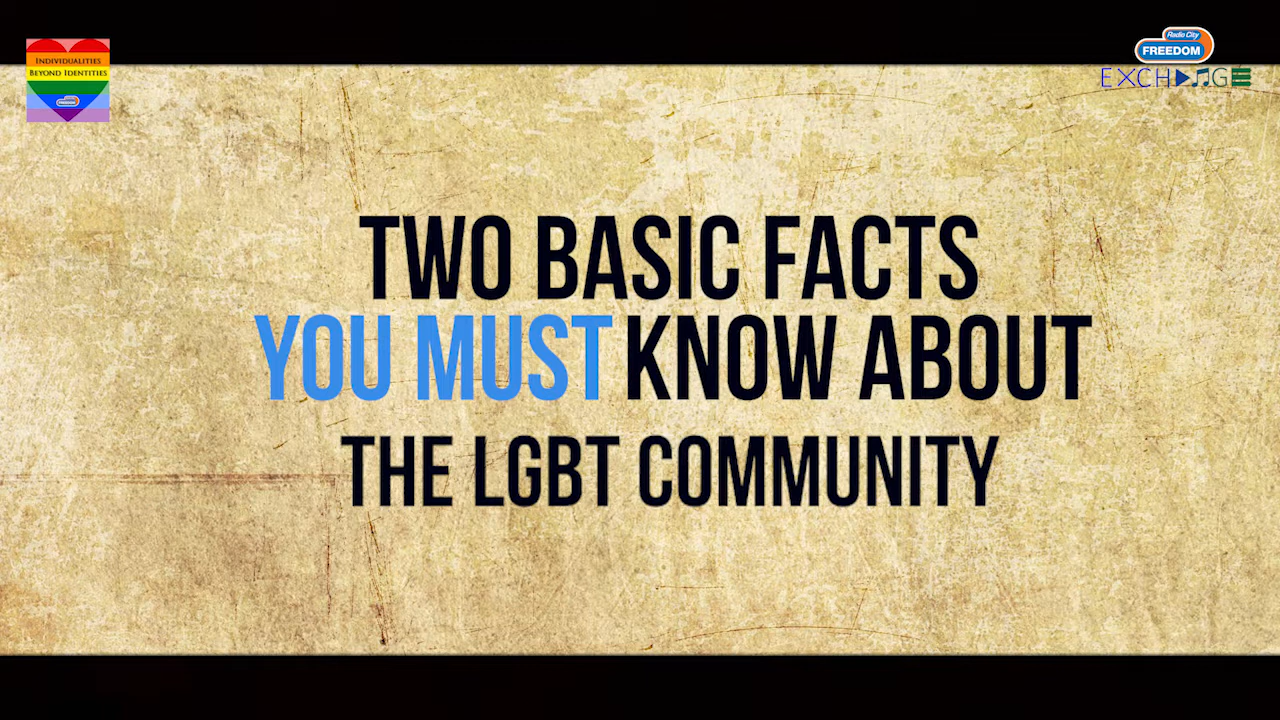 INDIVIDUALITIES
BEYOND IDENTITIES
Radio City
FREEDOM
EXCHANGE
TWO BASIC FACTS
YOU MUST KNOW ABOUT
THE LGBT COMMUNITY